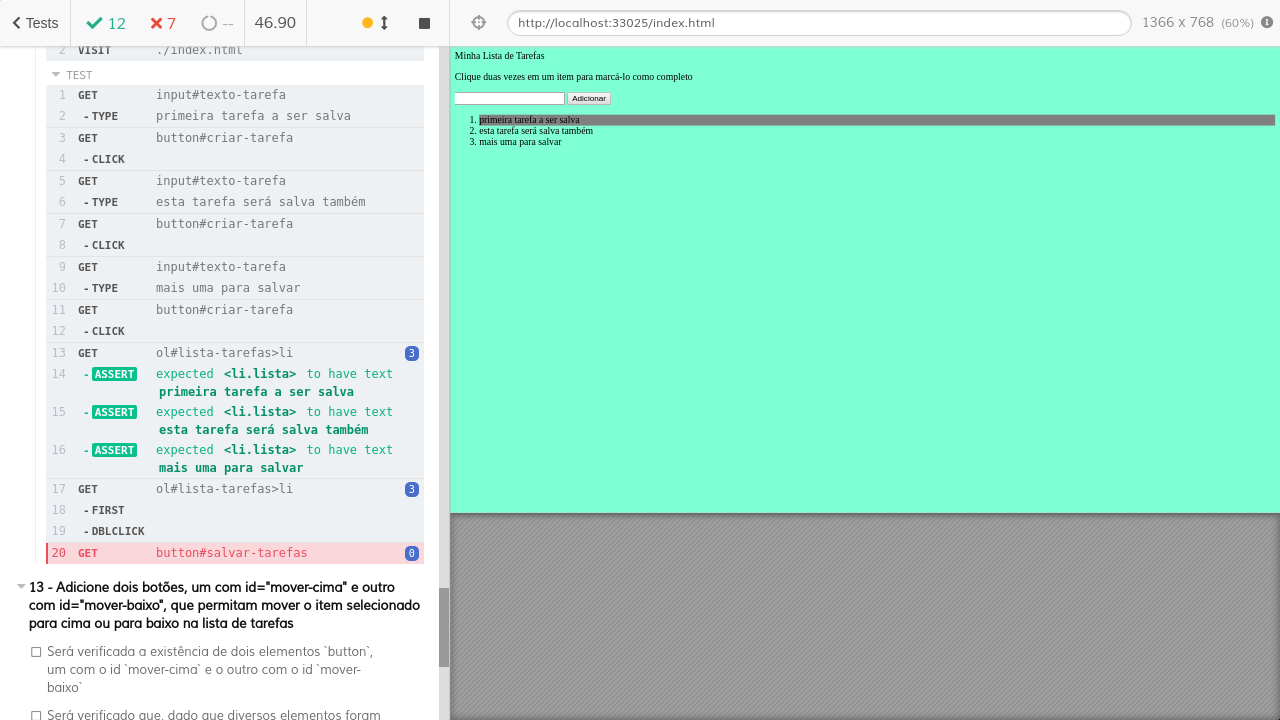 Tests
12
7
--
46.90
http://localhost:33025/index.html
1366 x 768 (60%)
2 VISIT ./index.html
TEST
1 GET input#texto-tarefa
2 -TYPE primeira tarefa a ser salva
3 GET button#criar-tarefa
4 -CLICK
5 GET input#texto-tarefa
6 -TYPE esta tarefa será salva também
7 GET button#criar-tarefa
8 -CLICK
9 GET input#texto-tarefa
10 -TYPE mais uma para salvar
11 GET button#criar-tarefa
12 -CLICK
13 GET ol#lista-tarefas>li 3
14 -ASSERT expected <li.lista> to have text
primeira tarefa a ser salva
15 -ASSERT expected <li.lista> to have text
esta tarefa será salva também
16 -ASSERT expected <li.lista> to have text
mais uma para salvar
17 GET ol#lista-tarefas>li 3
18 -FIRST
19 -DBLCLICK
20 GET button#salvar-tarefas 0
13 - Adicione dois botões, um com id="mover-cima" e outro
com id="mover-baixo", que permitam mover o item selecionado
para cima ou para baixo na lista de tarefas
Será verificada a existência de dois elementos `button`,
um com o id `mover-cima` e o outro com o id `mover-
baixo`
Será verificado que, dado que diversos elementos foram
Minha Lista de Tarefas
Clique duas vezes em um item para marcá-lo como completo
Adicionar
1. primeira tarefa a ser salva
2. esta tarefa será salva também
3. mais uma para salvar